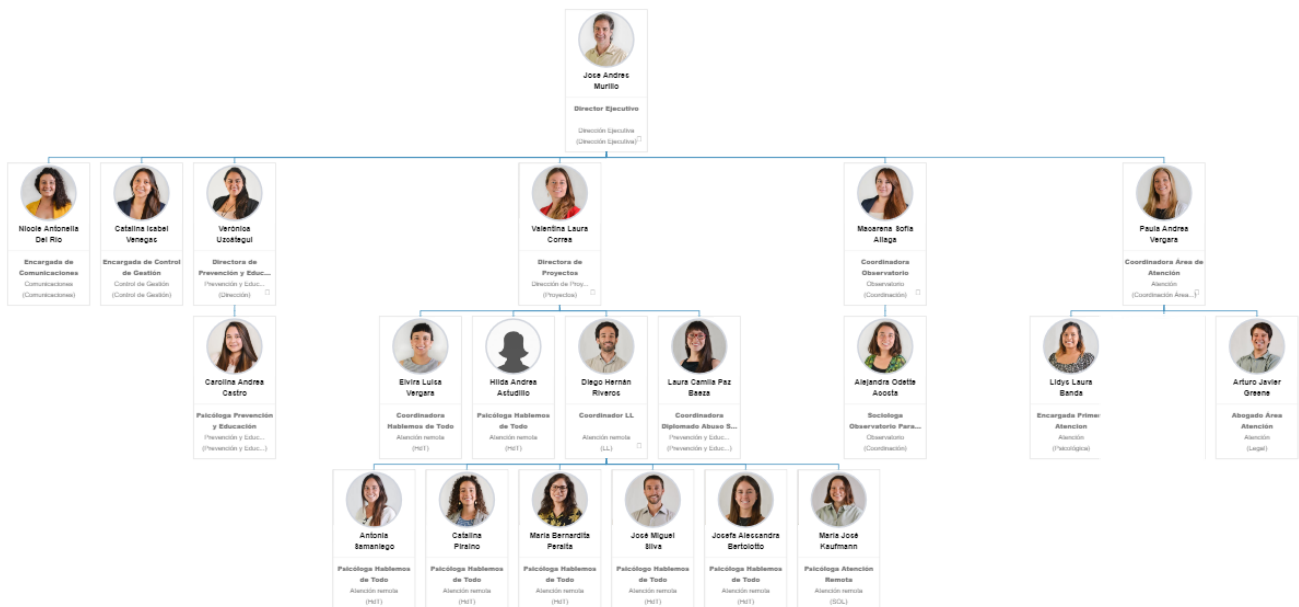 Jose Andres
Murillo
Director Ejecutivo
Dirección Ejecutiva
(Dirección Ejecutiva)
Nicole Antonella
Del Rio
Encargada de
Comunicaciones
Comunicaciones
(Comunicaciones)
Catalina Isabel
Venegas
Encargada de Control
de Gestión
Control de Gestión
(Control de Gestión)
Verónica
Uzcátegui
Directora de
Prevención y Educ...
Prevención y Educ...
(Dirección)
Valentina Laura
Correa
Directora de
Proyectos
Dirección de Proy...
(Proyectos)
Macarena Sofía
Aliaga
Coordinadora
Observatorio
Observatorio
(Coordinación)
Paula Andrea
Vergara
Coordinadora Área de
Atención
Atención
(Coordinación Área...)
Carolina Andrea
Castro
Psicóloga Prevención
y Educación
Prevención y Educ...
(Prevención y Educ...)
Elvira Luisa
Vergara
Coordinadora
Hablemos de Todo
Atención remota
(HdT)
Hilda Andrea
Astudillo
Psicóloga Hablemos
de Todo
Atención remota
(HdT)
Diego Hernán
Riveros
Coordinador LL
Atención remota
(LL)
Laura Camila Paz
Baeza
Coordinadora
Diplomado Abuso S...
Prevención y Educ...
(Prevención y Educ...)
Alejandra Odette
Acosta
Sociologa
Observatorio Para...
Observatorio
(Coordinación)
Lidys Laura
Banda
Encargada Primer
Atencion
Atención
(Psicológica)
Arturo Javier
Greene
Abogado Área
Atención
Atención
(Legal)
Antonia
Samaniego
Psicóloga Hablemos
de Todo
Atención remota
(HdT)
Catalina
Piraino
Psicóloga Hablemos
de Todo
Atención remota
(HdT)
María Bernardita
Peralta
Psicóloga Hablemos
de Todo
Atención remota
(HdT)
José Miguel
Silva
Psicólogo Hablemos
de Todo
Atención remota
(HdT)
Josefa Alessandra
Bertolotto
Psicóloga Hablemos
de Todo
Atención remota
(HdT)
María José
Kaufmann
Psicóloga Atención
Remota
Atención remota
(SOL)